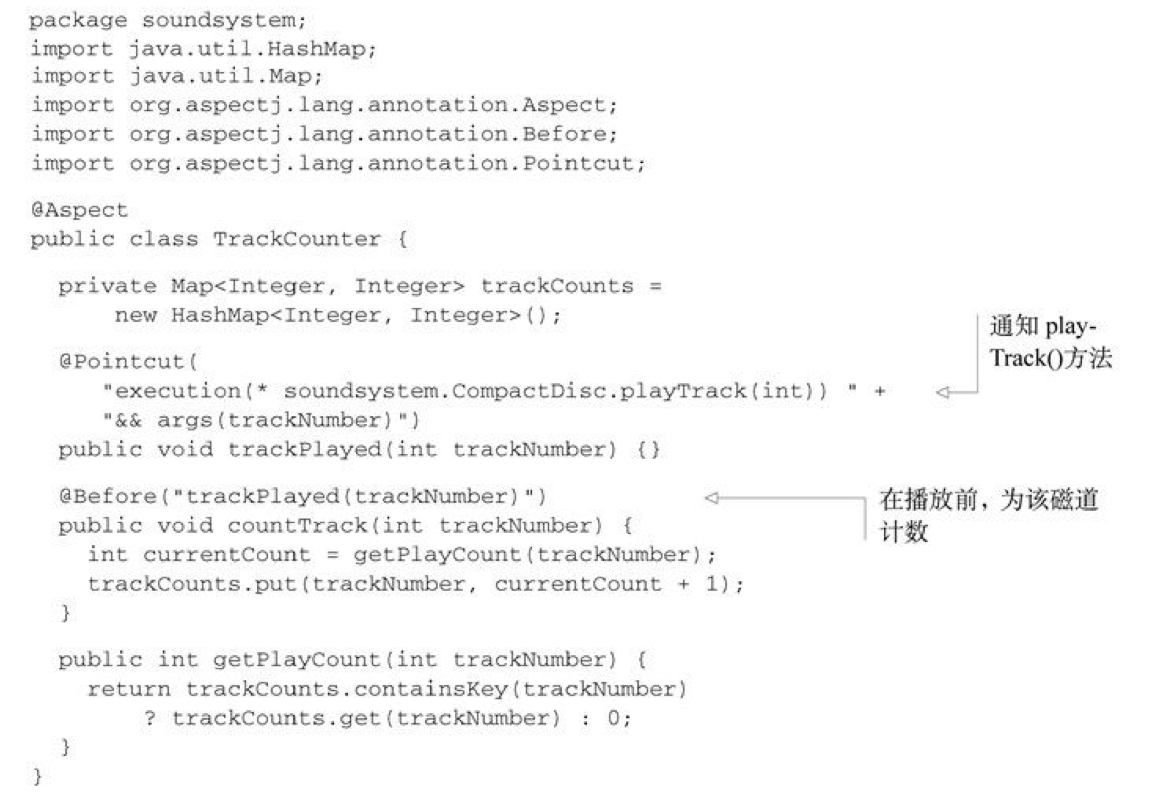 package soundsystem;
import java.util.HashMap;
import java.util.Map;
import org.aspectj.lang.annotation.Aspect;
import org.aspectj.lang.annotation.Before;
import org.aspectj.lang.annotation.Pointcut;
@Aspect
public class TrackCounter {
private Map<Integer, Integer> trackCounts =
new HashMap<Integer, Integer>();
通知 play-
Track()方法
@Pointcut(
"execution(* soundsystem.CompactDisc.playTrack(int)) " +
"&& args(trackNumber)")
public void trackPlayed(int trackNumber) {}
@Before("trackPlayed(trackNumber)")
在播放前，为该磁道
计数
public void countTrack(int trackNumber) {
int currentCount = getPlayCount(trackNumber);
trackCounts.put(trackNumber, currentCount + 1);
}
public int getPlayCount(int trackNumber) {
return trackCounts.containsKey(trackNumber)
? trackCounts.get(trackNumber) : 0;
}
}